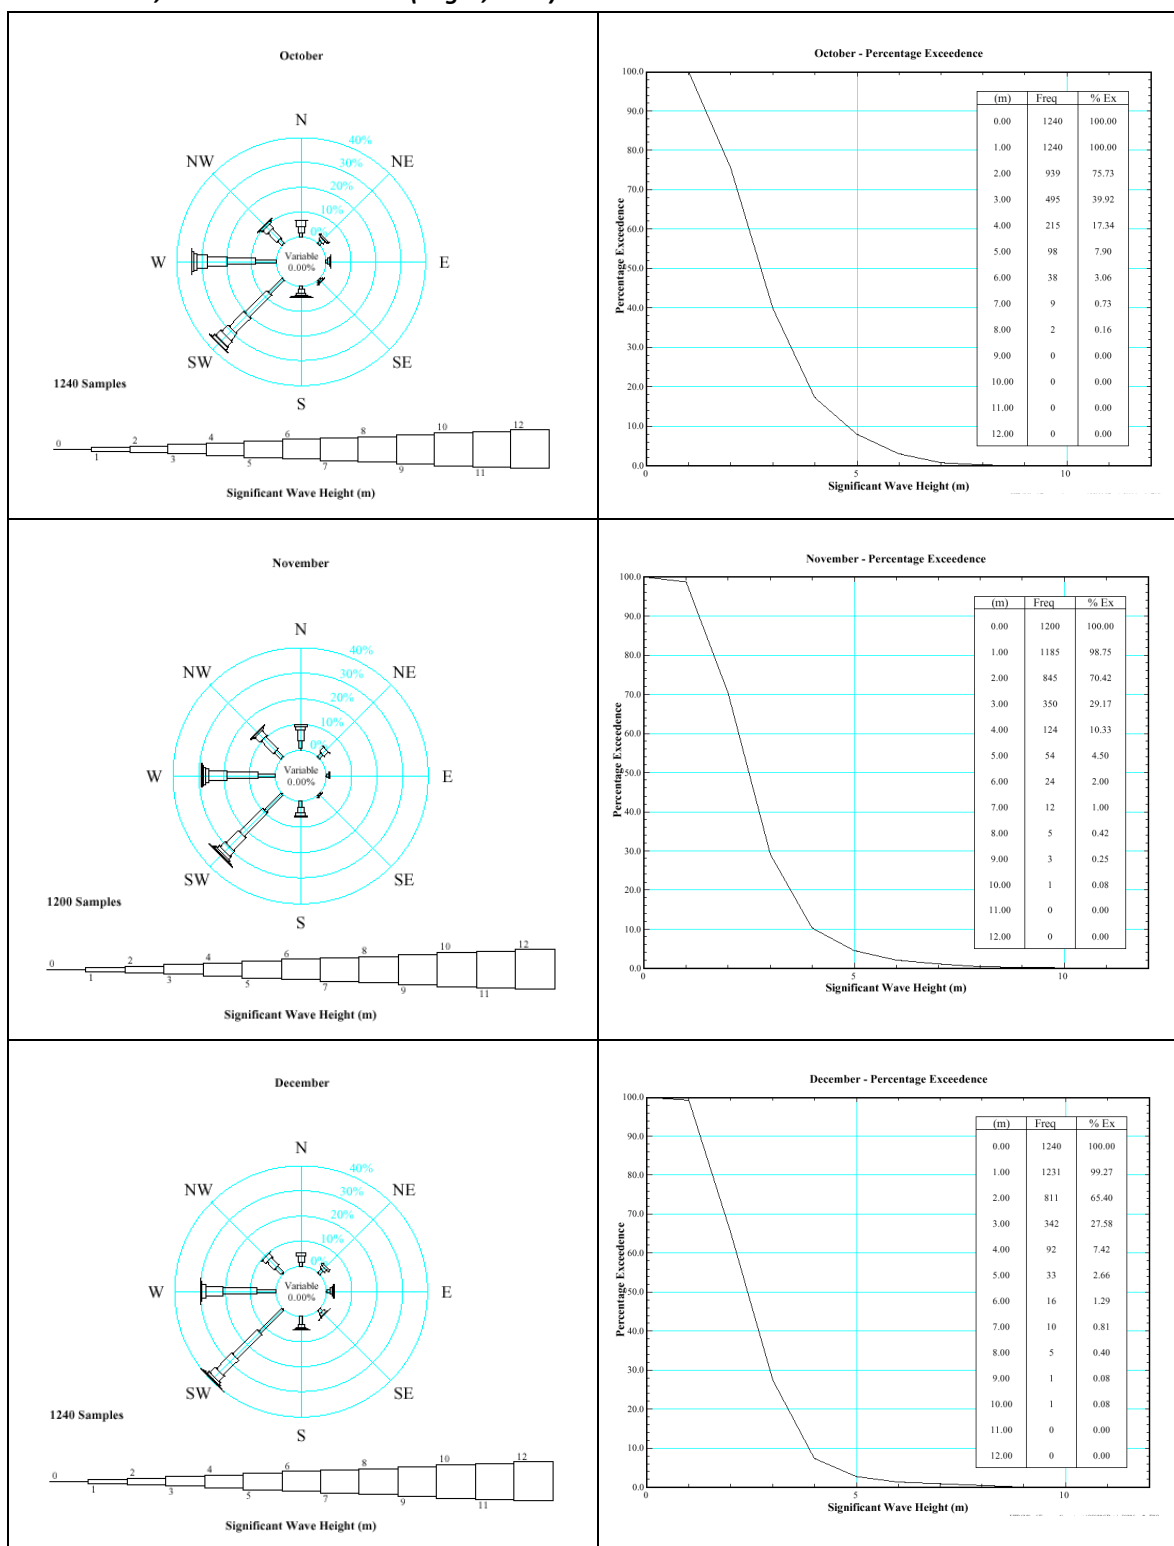 October
N
40%
NW
30%
NE
20%
10%
0%
Variable
0.00%
W
E
SW
SE
S
1240 Samples
0 1 2 3 4 5 6 7 8 9 10 11 12
Significant Wave Height (m)
October - Percentage Exceedence
Percentage Exceedence
100.0
90.0
80.0
70.0
60.0
50.0
40.0
30.0
20.0
10.0
0.0
0 5 10
Significant Wave Height (m)
(m) Freq % Ex
0.00 1240 100.00
1.00 1240 100.00
2.00 939 75.73
3.00 495 39.92
4.00 215 17.34
5.00 98 7.90
6.00 38 3.06
7.00 9 0.73
8.00 2 0.16
9.00 0 0.00
10.00 0 0.00
11.00 0 0.00
12.00 0 0.00
November
N
40%
NW
30%
NE
20%
10%
0%
Variable
0.00%
W
E
SW
SE
S
1200 Samples
0 1 2 3 4 5 6 7 8 9 10 11 12
Significant Wave Height (m)
November - Percentage Exceedence
Percentage Exceedence
100.0
90.0
80.0
70.0
60.0
50.0
40.0
30.0
20.0
10.0
0.0
0 5 10
Significant Wave Height (m)
(m) Freq % Ex
0.00 1200 100.00
1.00 1185 98.75
2.00 845 70.42
3.00 350 29.17
4.00 124 10.33
5.00 54 4.50
6.00 24 2.00
7.00 12 1.00
8.00 5 0.42
9.00 3 0.25
10.00 1 0.08
11.00 0 0.00
12.00 0 0.00
December
N
40%
NW
30%
NE
20%
10%
0%
Variable
0.00%
W
E
SW
SE
S
1240 Samples
0 1 2 3 4 5 6 7 8 9 10 11 12
Significant Wave Height (m)
December - Percentage Exceedence
Percentage Exceedence
100.0
90.0
80.0
70.0
60.0
50.0
40.0
30.0
20.0
10.0
0.0
0 5 10
Significant Wave Height (m)
(m) Freq % Ex
0.00 1240 100.00
1.00 1231 99.27
2.00 811 65.40
3.00 342 27.58
4.00 92 7.42
5.00 33 2.66
6.00 16 1.29
7.00 10 0.81
8.00 5 0.40
9.00 1 0.08
10.00 1 0.08
11.00 0 0.00
12.00 0 0.00